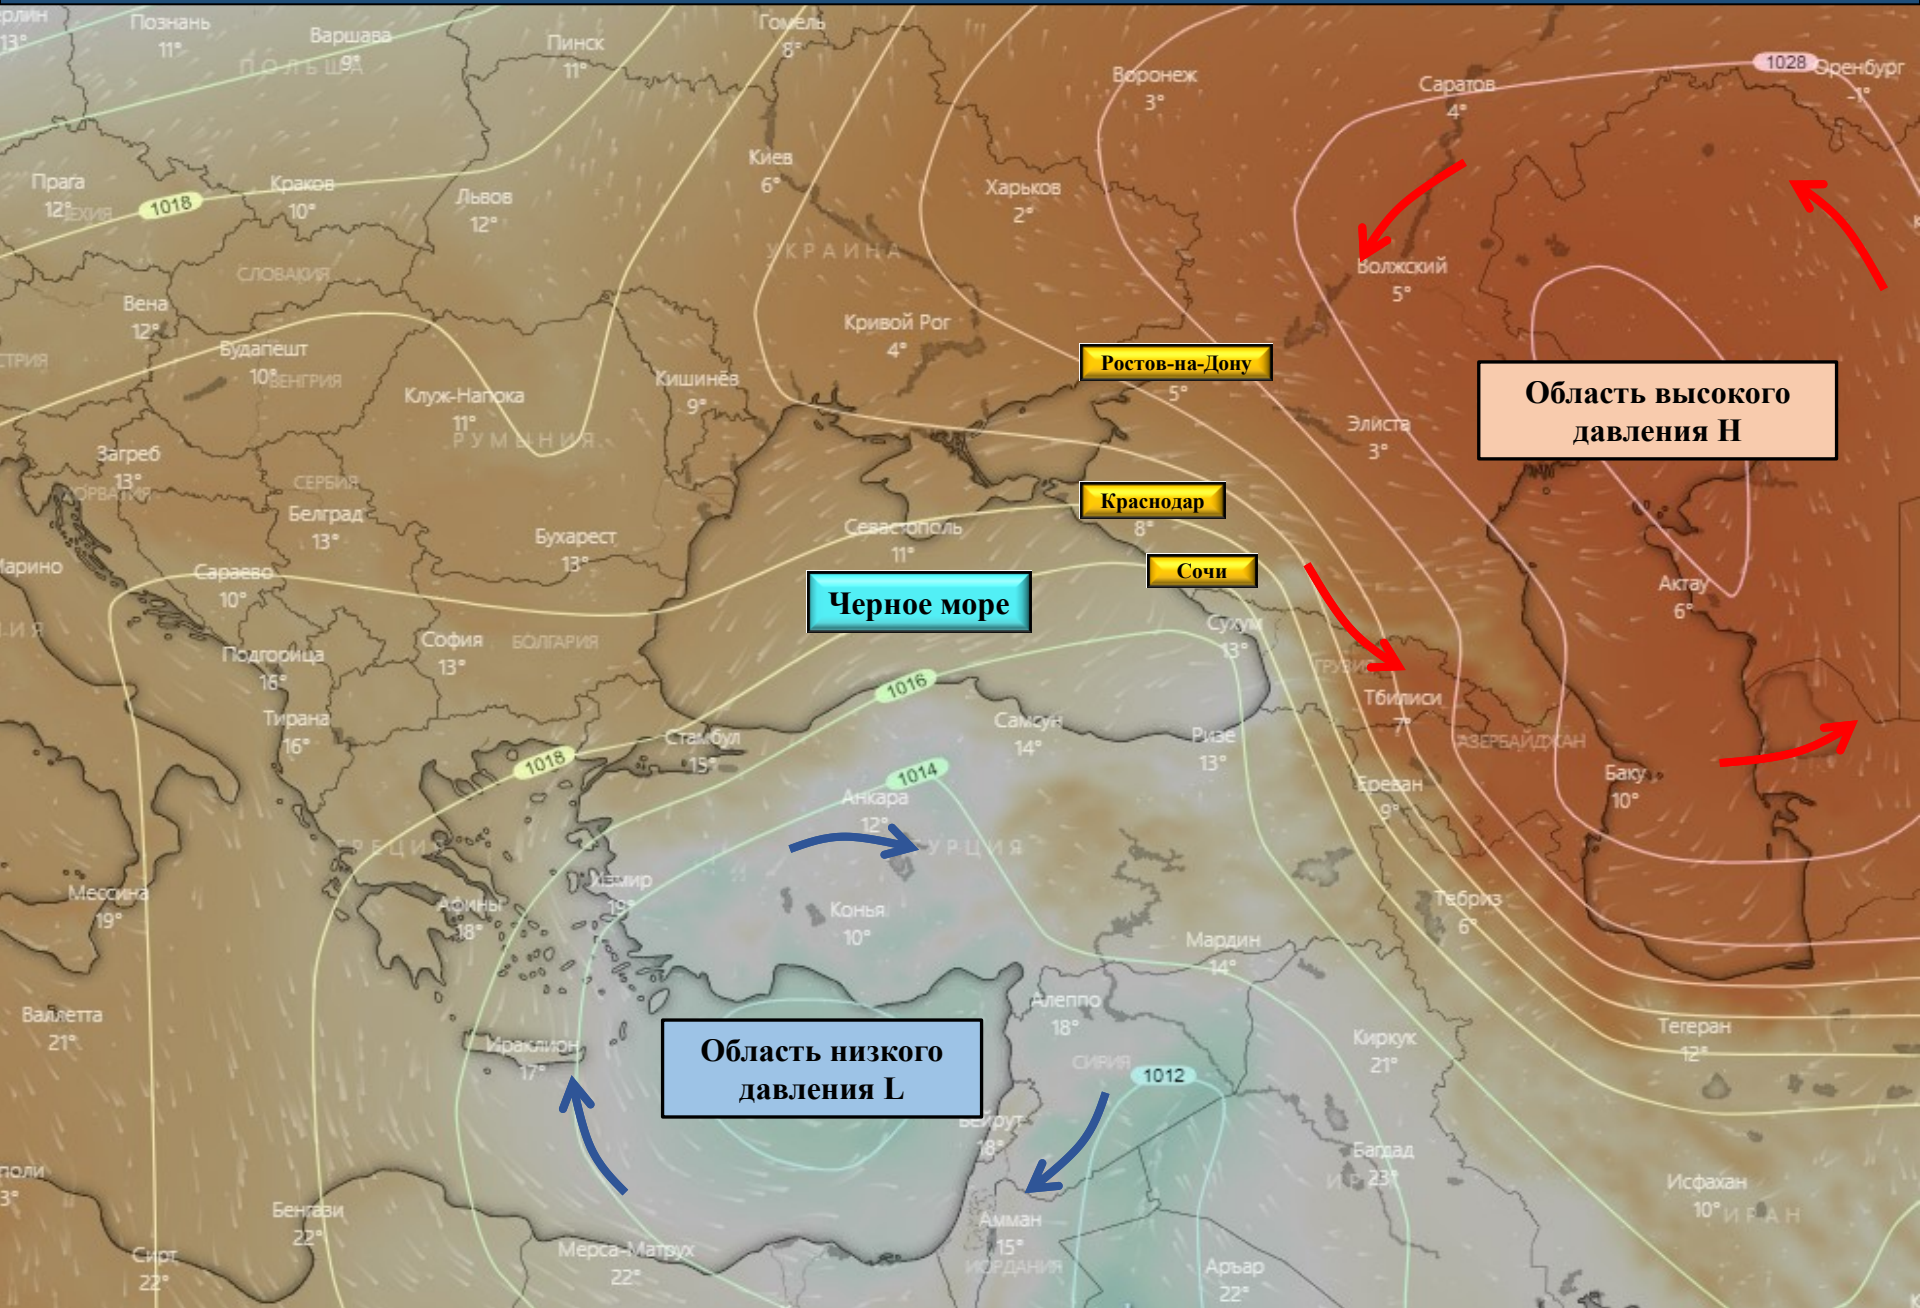 Познань
11°
Варшава
9°
ПОЛЬША
Пинск
11°
Гомель
8°
Воронеж
3°
Саратов
4°
1028
Оренбург
-1°
13°
Прага
12°
1018
Краков
10°
Львов
12°
Киев
6°
Харьков
2°
УКРАИНА
СЛОВАКИЯ
Волжский
5°
Вена
12°
Будапешт
10°
ВЕНГРИЯ
Клуж-Напока
11°
РУМЫНИЯ
Кишинёв
9°
Кривой Рог
4°
Ростов-на-Дону
5°
Область высокого
давления H
Элиста
3°
Загреб
13°
СЕРБИЯ
Белград
13°
Бухарест
13°
Севастополь
11°
Краснодар
8°
Сочи
Черное море
Сараево
10°
Актау
6°
Подгорица
16°
София
13°
БОЛГАРИЯ
Сухум
13°
ГРУЗИЯ
Тбилиси
7°
1016
Тирана
16°
Стамбул
15°
Самсун
14°
Ризе
13°
АЗЕРБАЙДЖАН
1018
1014
Анкара
12°
Ереван
9°
Баку
10°
ГРЕЦИЯ
ТУРЦИЯ
Мессина
19°
Афины
18°
Измир
19°
Конья
10°
Тебриз
6°
Мардин
14°
Валлетта
21°
Ираклион
17°
Область низкого
давления L
Алеппо
18°
СИРИЯ
1012
Киркук
21°
Тегеран
12°
Бейрут
18°
Багдад
23°
Исфахан
10°
ИРАН
Бенгази
22°
Сирт
22°
Мерса-Матрух
22°
Амман
15°
ИОРДАНИЯ
Аръар
22°